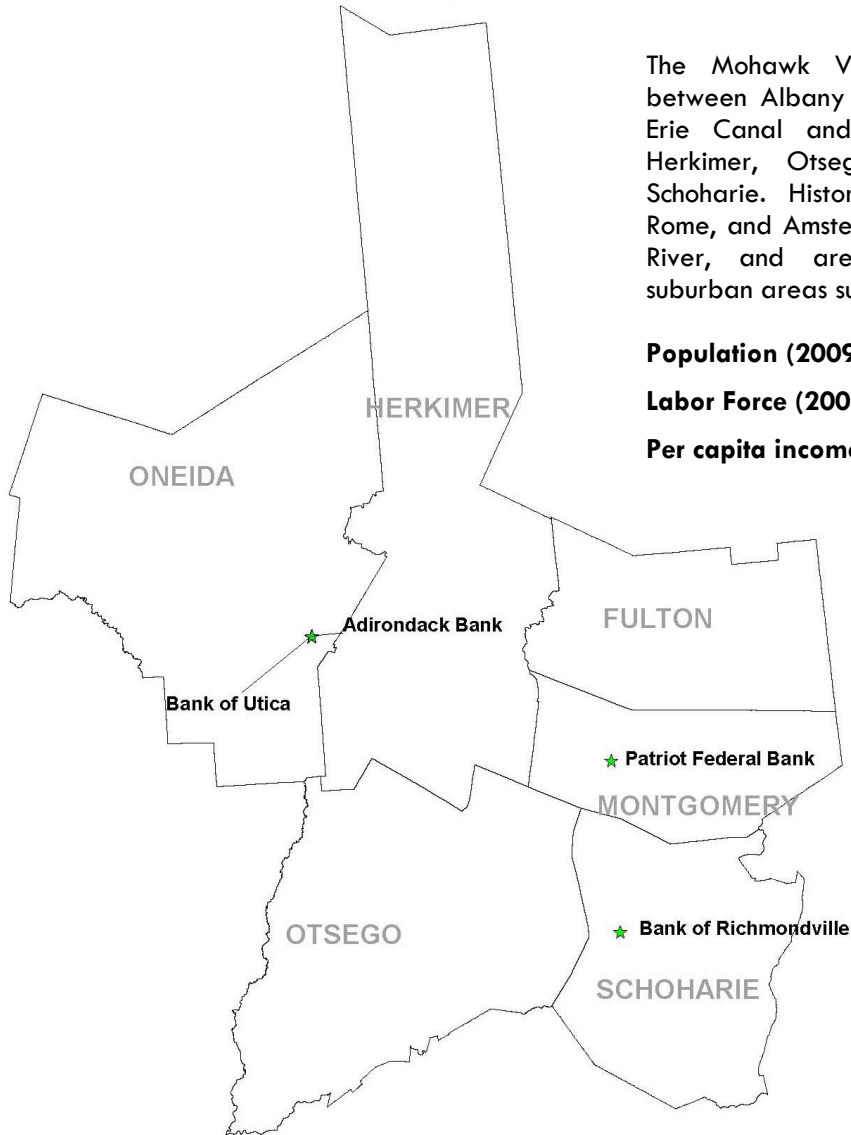 The Mohawk V
between Albany
Erie Canal and
Herkimer, Otseg
Schoharie. Histor
Rome, and Amste
River, and are
suburban areas su
Population (2009
Labor Force (200
Per capita income
HERKIMER
ONEIDA
FULTON
Adirondack Bank
Bank of Utica
Patriot Federal Bank
MONTGOMERY
OTSEGO
Bank of Richmondville
SCHOHARIE